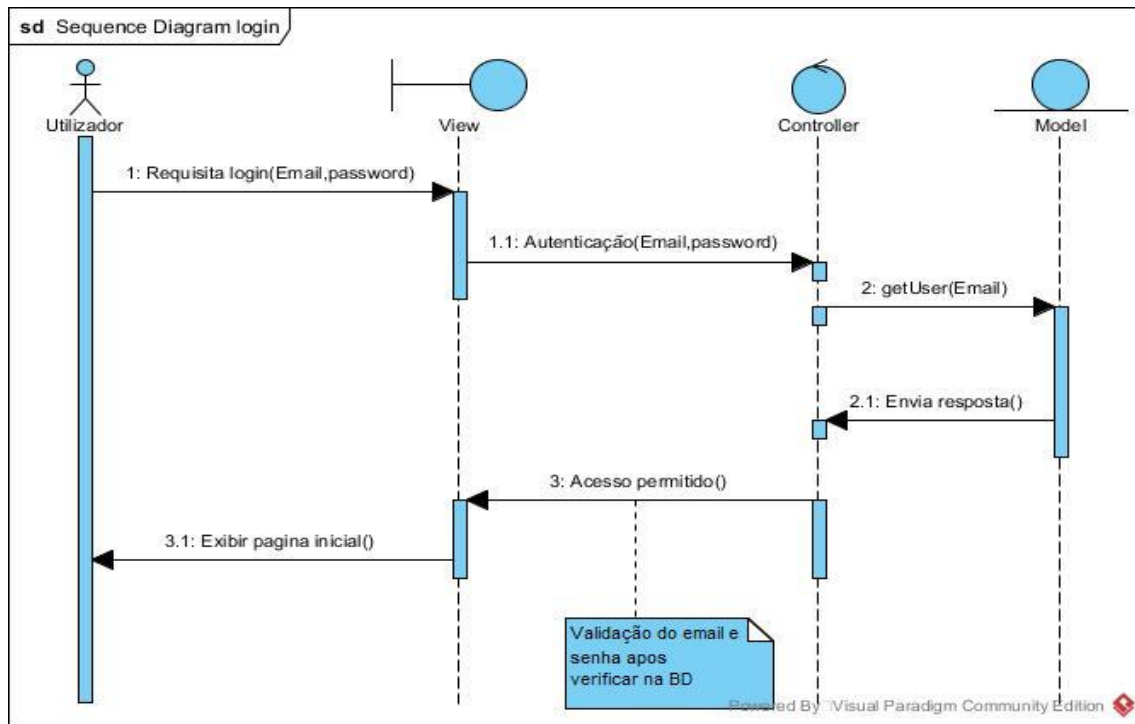 sd Sequence Diagram login
Utilizador
View
Controller
Model
1: Requisita login(Email,password)
1.1: Autenticação(Email,password)
2: getUser(Email)
2.1: Envia resposta()
3: Acesso permitido()
3.1: Exibir pagina inicial()
Validação do email e
senha apos
verificar na BD
Powered By Visual Paradigm Community Edition